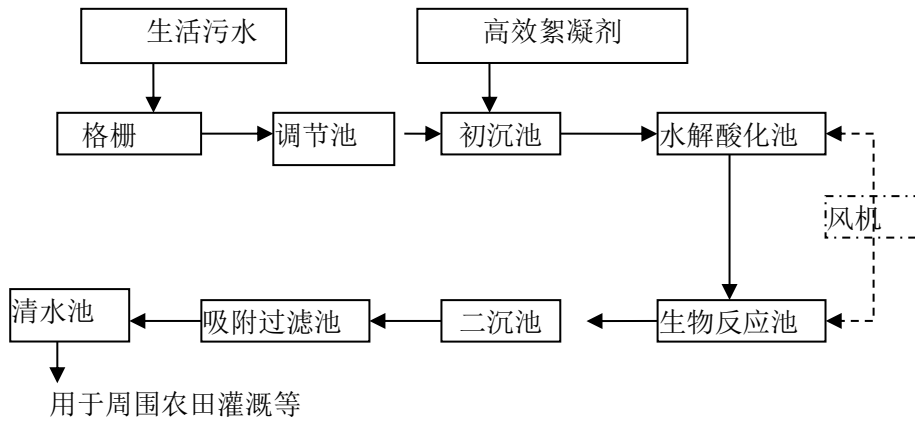 生活污水
高效絮凝剂
格栅
调节池
初沉池
水解酸化池
风机
清水池
吸附过滤池
二沉池
生物反应池
用于周围农田灌溉等